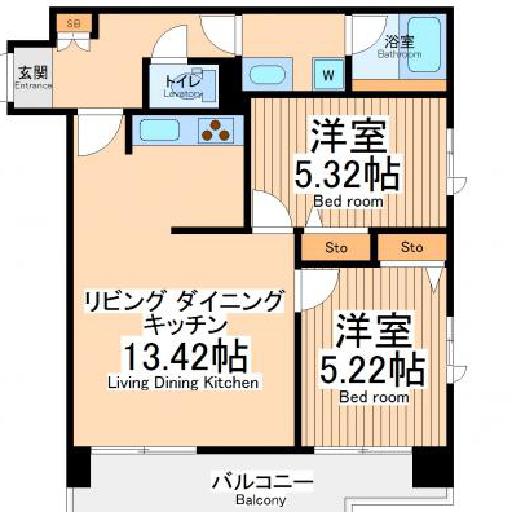 SB
玄関
Entrance
トイレ
Lavatory
W
浴室
Bathroom
洋室
5.32帖
Bed room
Sto
Sto
リビング ダイニング
キッチン
13.42帖
Living Dining Kitchen
洋室
5.22帖
Bed room
バルコニー
Balcony